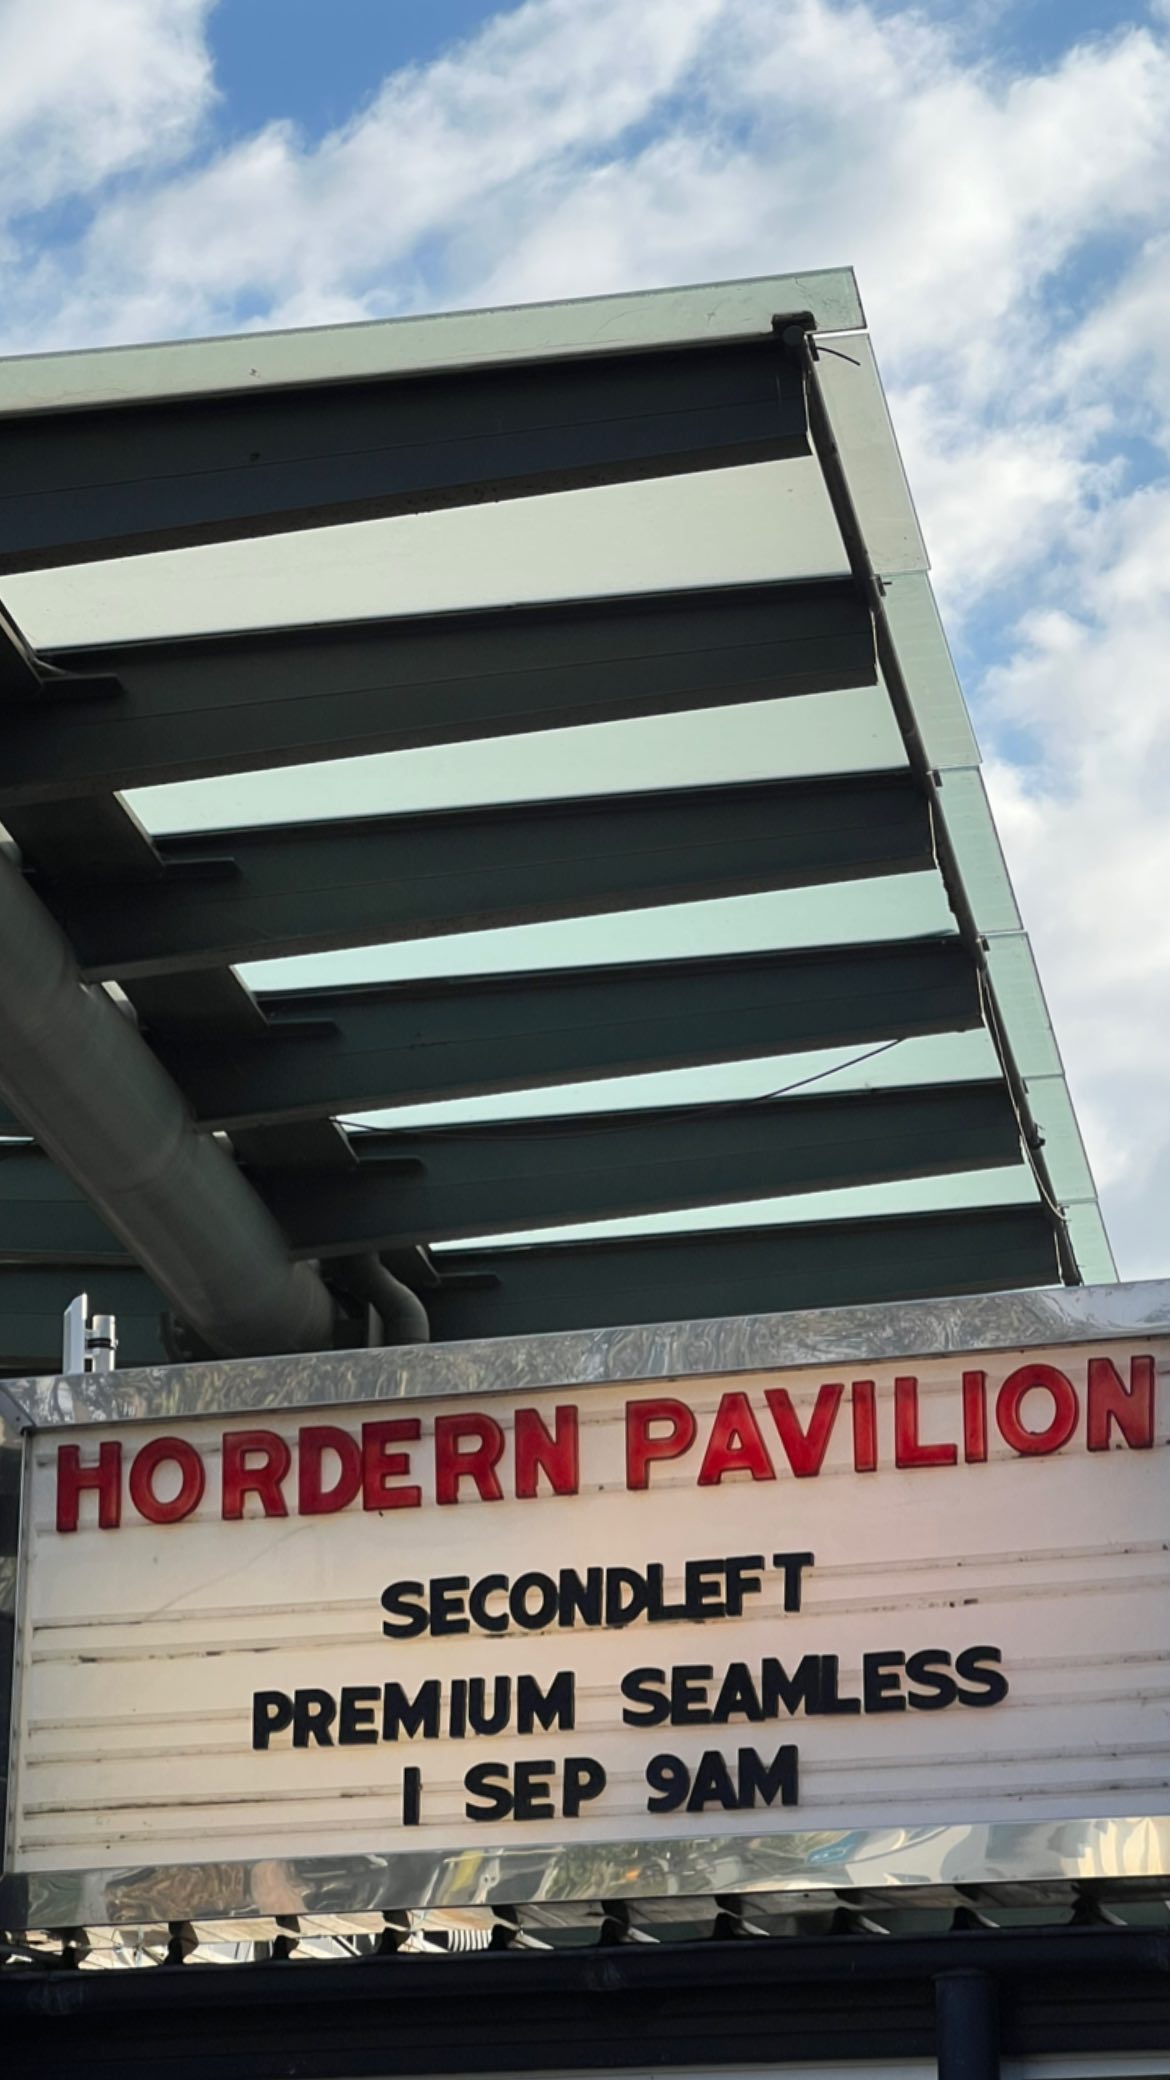 HORDERN PAVILION
SECONDLEFT
PREMIUM SEAMLESS
1 SEP 9AM